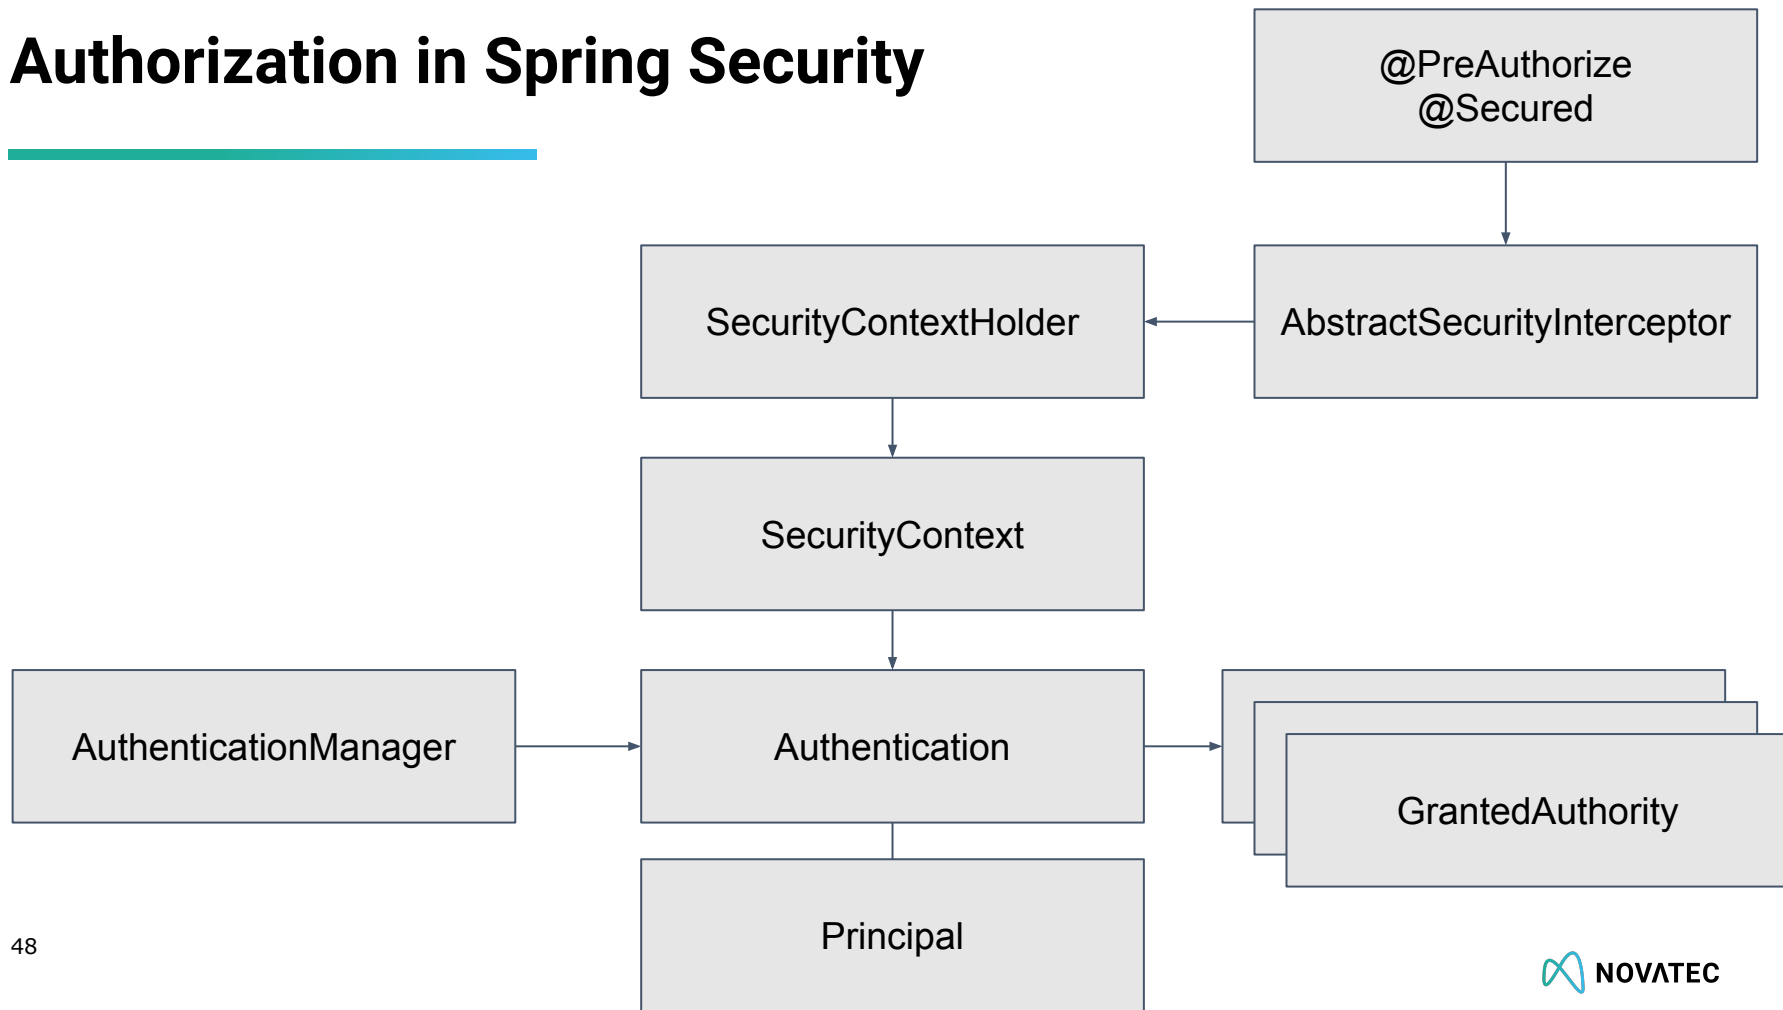 Authorization in Spring Security
@PreAuthorize
@Secured
SecurityContextHolder
AbstractSecurityInterceptor
SecurityContext
AuthenticationManager
Authentication
GrantedAuthority
Principal
48
NOVATEC